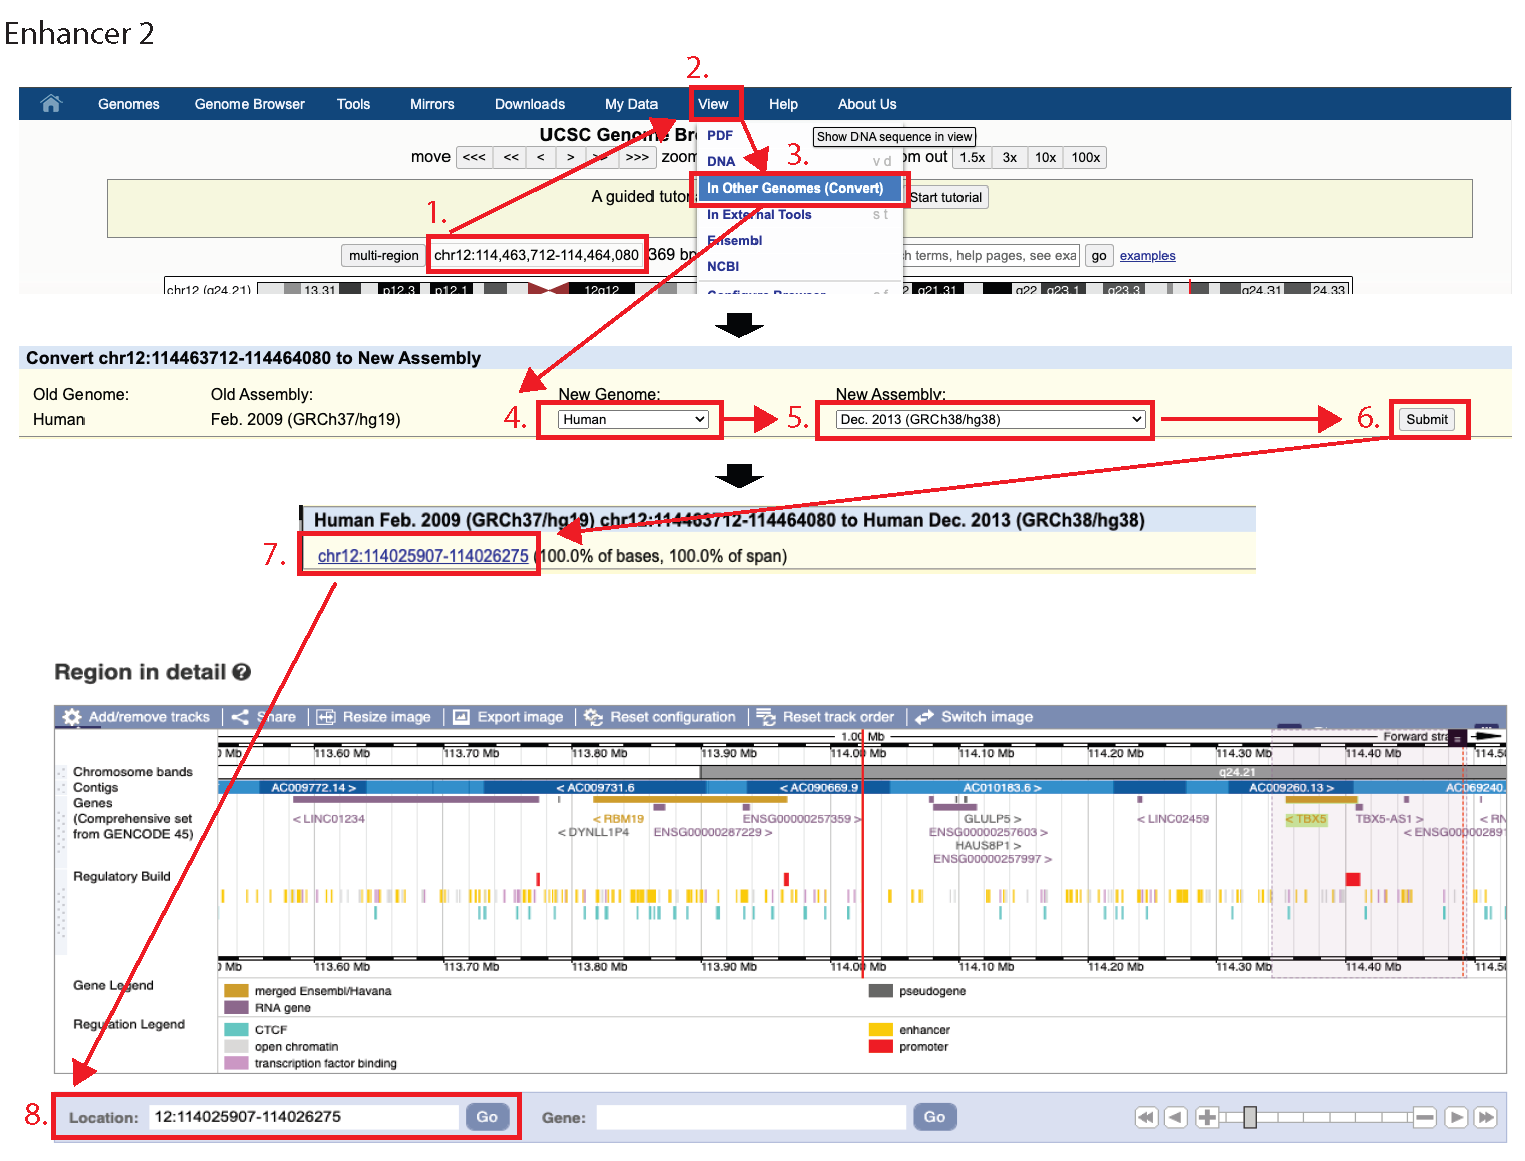 Enhancer 2
2.
Genomes Genome Browser Tools Mirrors Downloads My Data View Help About Us
UCSC Genome Br
PDF
Show DNA sequence in view
move <<< << < > >>> zoom
om out 1.5x 3x 10x 100x
DNA v d
3.
In Other Genomes (Convert)
A guided tutor
Start tutorial
1.
In External Tools s t
Ensembl
multi-region chr12:114,463,712-114,464,080 369 bp
ch terms, help pages, see exa go examples
NCBI
chr12 (q24.21) 13.31 p12.3 p12.1 12q12 q21.31 q22 q23.1 q23.3 q24.31 24.33
Configure Browser
Convert chr12:114463712-114464080 to New Assembly
Old Genome: Old Assembly: New Genome: New Assembly:
Human Feb. 2009 (GRCh37/hg19) 4. Human 5. Dec. 2013 (GRCh38/hg38) 6. Submit
Human Feb. 2009 (GRCh37/hg19) chr12:114463712-114464080 to Human Dec. 2013 (GRCh38/hg38)
7. chr12:114025907-114026275 (100.0% of bases, 100.0% of span)
Region in detail ?
Add/remove tracks Share Resize image Export image Reset configuration Reset track order Switch image
1.00 Mb Forward stra
0 Mb 113.60 Mb 113.70 Mb 113.80 Mb 113.90 Mb 114.00 Mb 114.10 Mb 114.20 Mb 114.30 Mb 114.40 Mb 114.50
Chromosome bands q24.21
Contigs AC009772.14 > < AC009731.6 < AC090669.9 AC010183.6 > AC009260.13 > AC069240.
Genes
(Comprehensive set
from GENCODE 45)
< LINC01234 < RBM19 ENSG00000257359 > GLULP5 > < LINC02459 < TBX5 TBX5-AS1 > < RN
< DYNLL1P4 ENSG00000287229 > ENSG00000257603 > < ENSG000002891
HAUS8P1 >
ENSG00000257997 >
Regulatory Build
0 Mb 113.60 Mb 113.70 Mb 113.80 Mb 113.90 Mb 114.00 Mb 114.10 Mb 114.20 Mb 114.30 Mb 114.40 Mb 114.50
Gene Legend merged Ensembl/Havana pseudogene
RNA gene
Regulation Legend CTCF enhancer
open chromatin promoter
transcription factor binding
8. Location: 12:114025907-114026275 Go Gene: Go